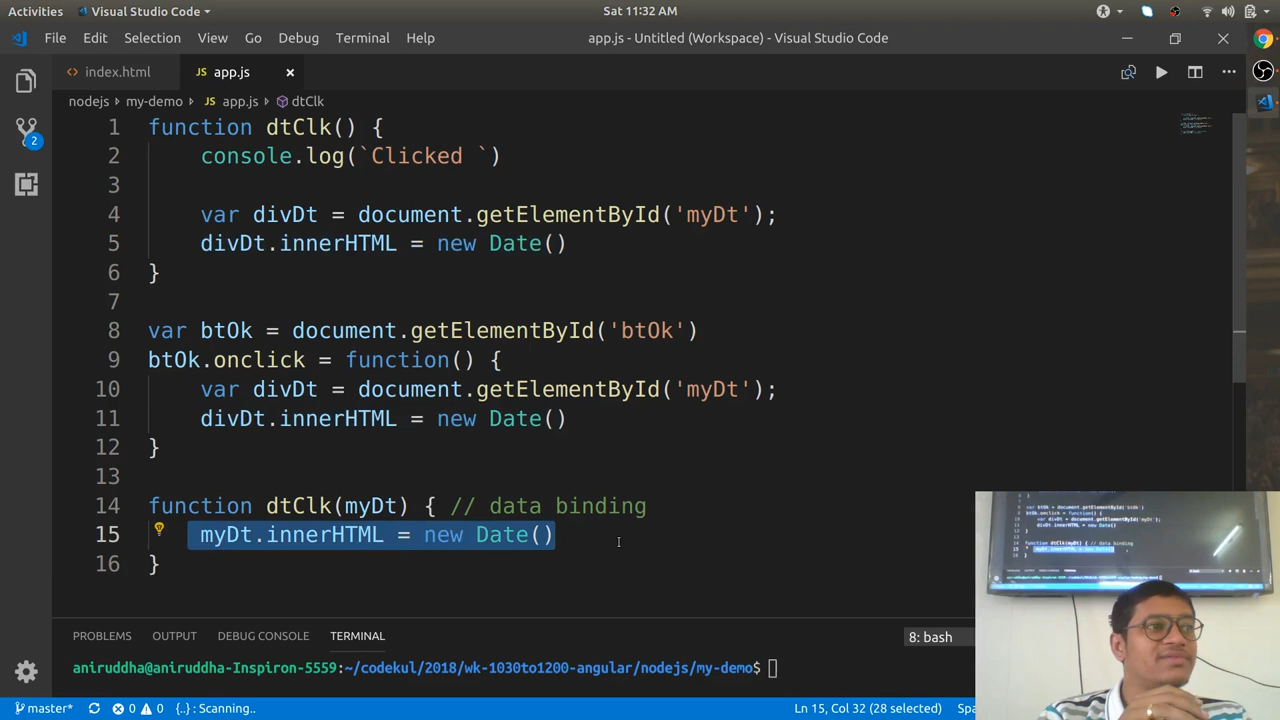 Activities Visual Studio Code Sat 11:32 AM
File Edit Selection View Go Debug Terminal Help app.js - Untitled (Workspace) - Visual Studio Code
index.html JS app.js
nodejs my-demo JS app.js dtClk
1 function dtClk() {
2 console.log(`Clicked `)
3
4 var divDt = document.getElementById('myDt');
5 divDt.innerHTML = new Date()
6 }
7
8 var btOk = document.getElementById('btOk')
9 btOk.onclick = function() {
10 var divDt = document.getElementById('myDt');
11 divDt.innerHTML = new Date()
12 }
13
14 function dtClk(myDt) { // data binding
15 myDt.innerHTML = new Date()
16 }
2
PROBLEMS OUTPUT DEBUG CONSOLE TERMINAL 8: bash
aniruddha@aniruddha-Inspiron-5559:~/codekul/2018/wk-1030to1200-angular/nodejs/my-demo$
master* 0 0 {..} : Scanning.. Ln 15, Col 32 (28 selected) Spa